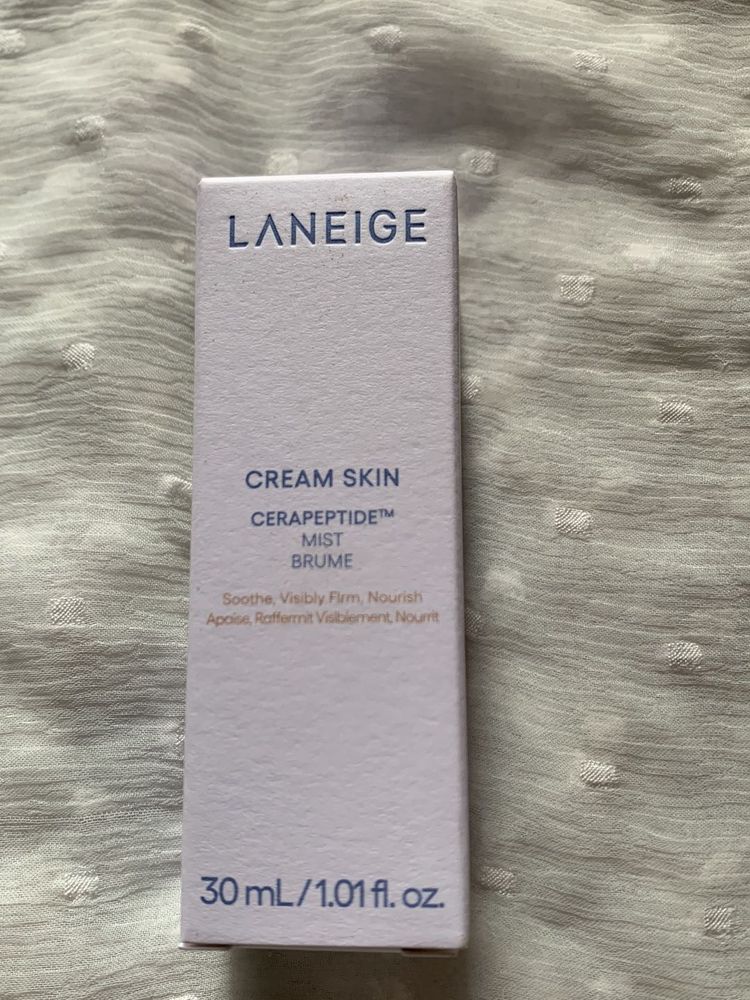 LANEIGE
CREAM SKIN
CERAPEPTIDE™
MIST
BRUME
Soothe, Visibly Firm, Nourish
Apaise, Raffermit Visiblement, Nourrit
30 mL / 1.01 fl. oz.